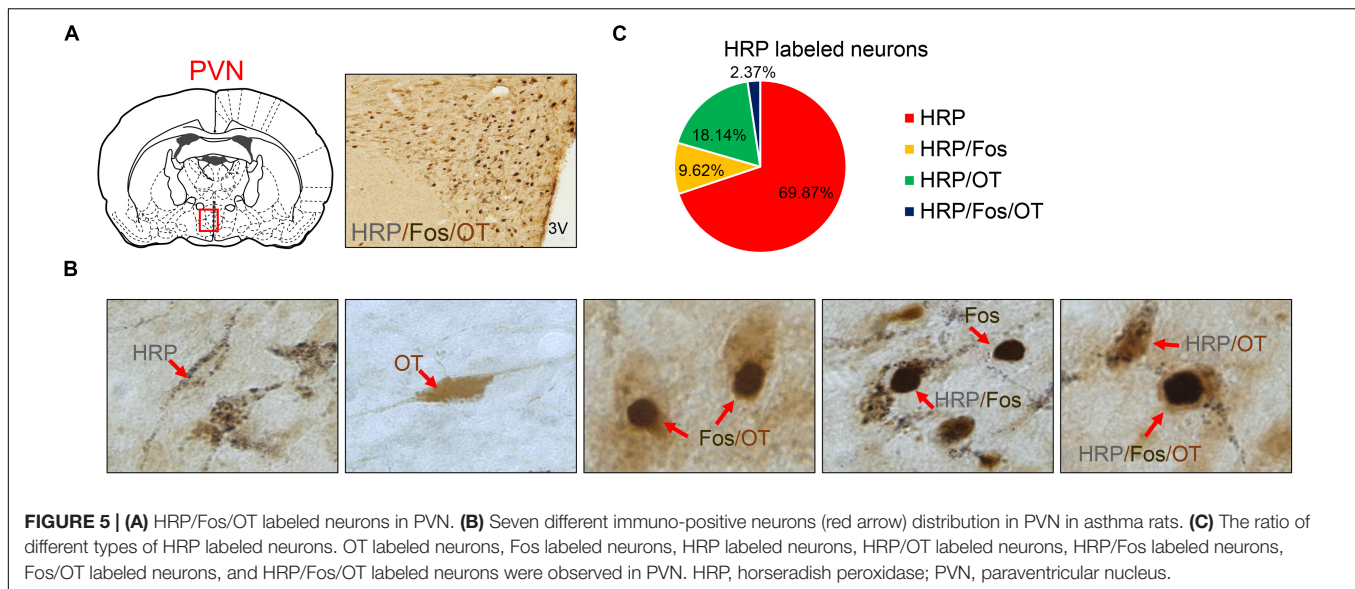 A
PVN
HRP/Fos/OT
3V
C
HRP labeled neurons
2.37%
18.14%
9.62%
69.87%
HRP
HRP/Fos
HRP/OT
HRP/Fos/OT
B
HRP
OT
Fos/OT
Fos
HRP/Fos
HRP/OT
HRP/Fos/OT
FIGURE 5 | (A) HRP/Fos/OT labeled neurons in PVN. (B) Seven different immuno-positive neurons (red arrow) distribution in PVN in asthma rats. (C) The ratio of
different types of HRP labeled neurons. OT labeled neurons, Fos labeled neurons, HRP labeled neurons, HRP/OT labeled neurons, HRP/Fos labeled neurons,
Fos/OT labeled neurons, and HRP/Fos/OT labeled neurons were observed in PVN. HRP, horseradish peroxidase; PVN, paraventricular nucleus.